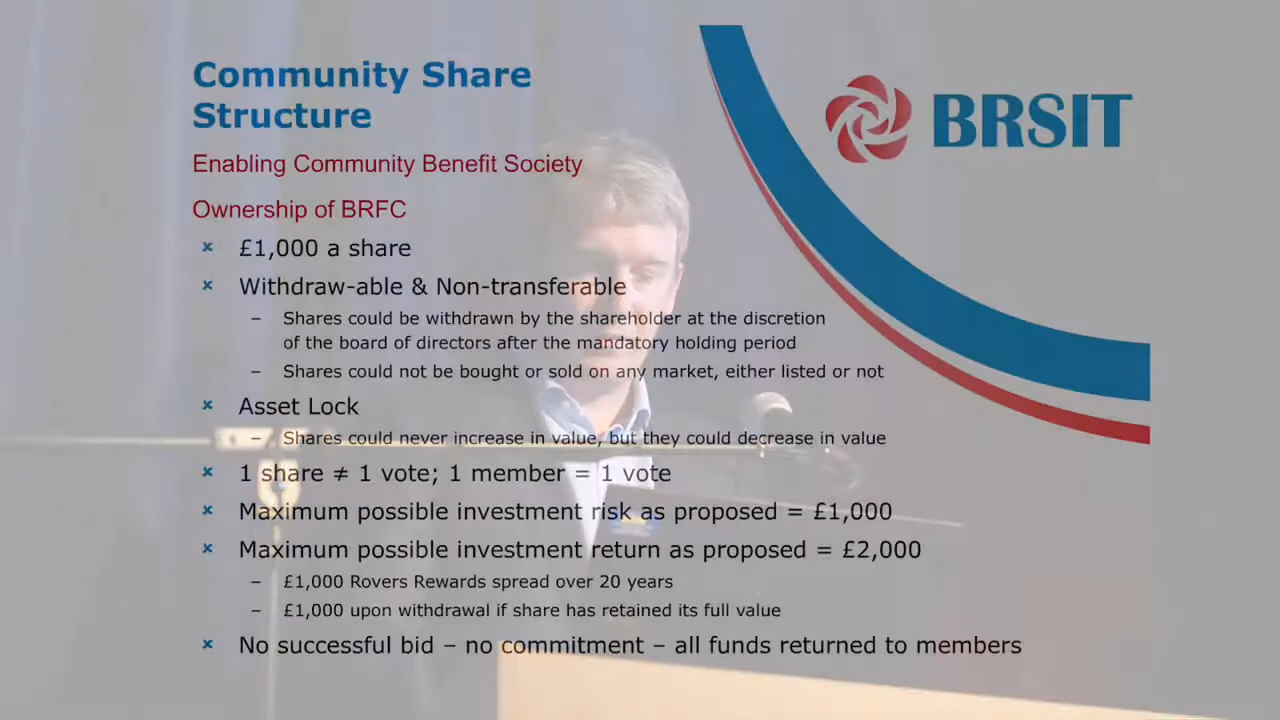 Community Share
Structure
BRSIT
Enabling Community Benefit Society
Ownership of BRFC
£1,000 a share
Withdraw-able & Non-transferable
– Shares could be withdrawn by the shareholder at the discretion
of the board of directors after the mandatory holding period
– Shares could not be bought or sold on any market, either listed or not
Asset Lock
– Shares could never increase in value, but they could decrease in value
1 share ≠ 1 vote; 1 member = 1 vote
Maximum possible investment risk as proposed = £1,000
Maximum possible investment return as proposed = £2,000
– £1,000 Rovers Rewards spread over 20 years
– £1,000 upon withdrawal if share has retained its full value
No successful bid – no commitment – all funds returned to members